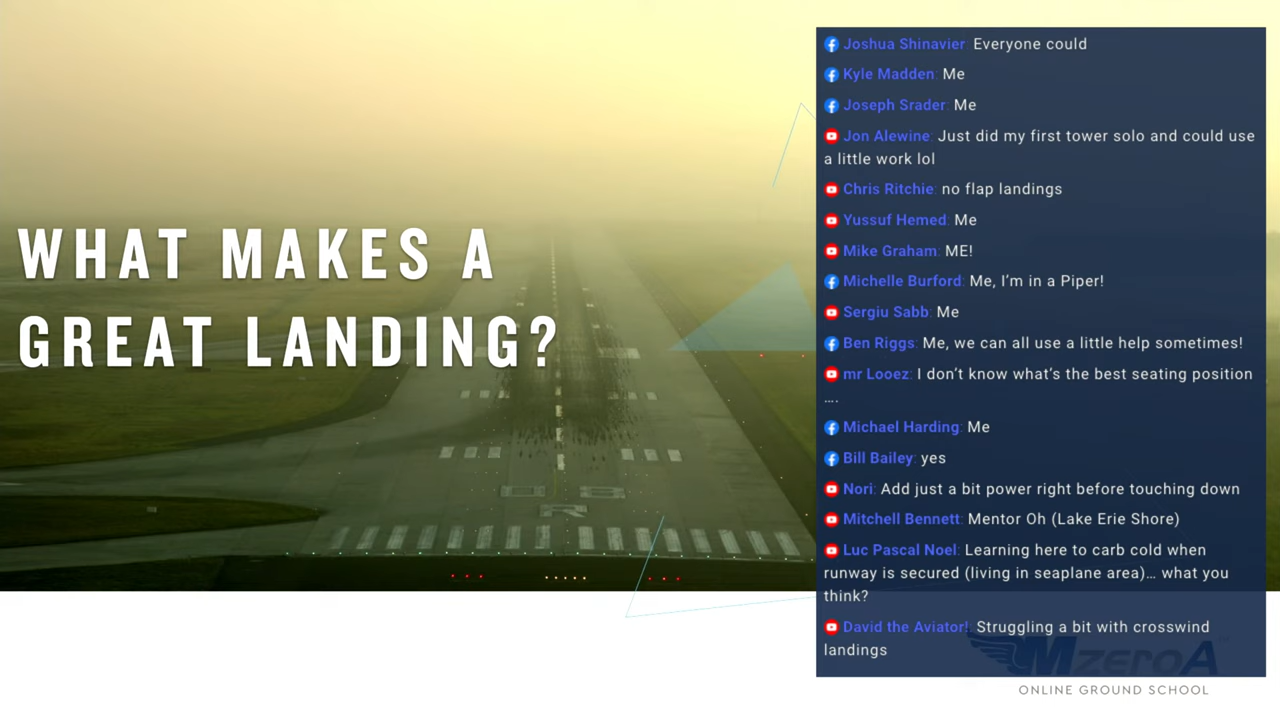 WHAT MAKES A
GREAT LANDING?
Joshua Shinavier: Everyone could
Kyle Madden: Me
Joseph Srader: Me
Jon Alewine: Just did my first tower solo and could use
a little work lol
Chris Ritchie: no flap landings
Yussuf Hemed: Me
Mike Graham: ME!
Michelle Burford: Me, I’m in a Piper!
Sergiu Sabb: Me
Ben Riggs: Me, we can all use a little help sometimes!
mr Looez: I don’t know what’s the best seating position
....
Michael Harding: Me
Bill Bailey: yes
Nori: Add just a bit power right before touching down
Mitchell Bennett: Mentor Oh (Lake Erie Shore)
Luc Pascal Noel: Learning here to carb cold when
runway is secured (living in seaplane area)… what you
think?
David the Aviator!: Struggling a bit with crosswind
landings
MzeroA
ONLINE GROUND SCHOOL